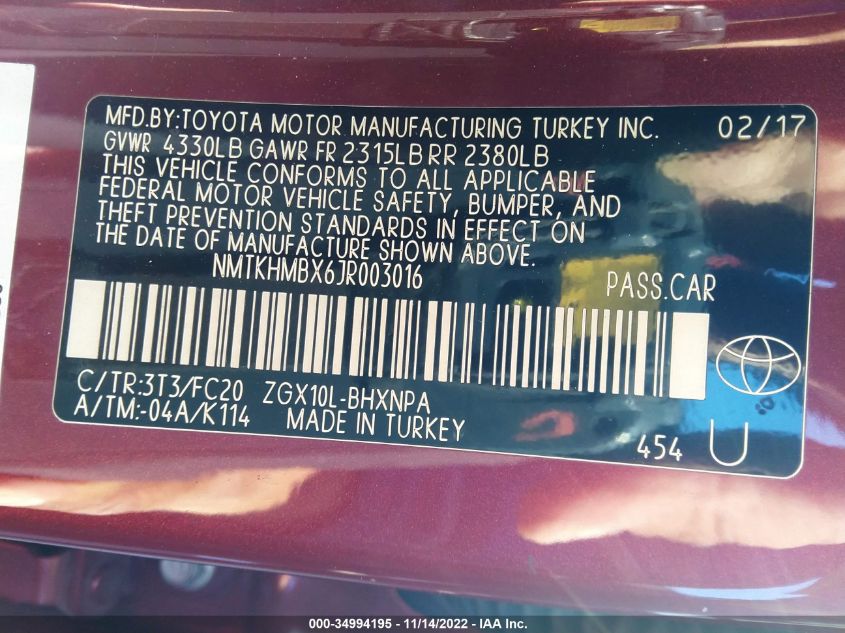 MFD.BY:TOYOTA MOTOR MANUFACTURING TURKEY INC. 02/17
GVWR 4330LB GAWR FR 2315LB RR 2380LB
THIS VEHICLE CONFORMS TO ALL APPLICABLE
FEDERAL MOTOR VEHICLE SAFETY, BUMPER, AND
THEFT PREVENTION STANDARDS IN EFFECT ON
THE DATE OF MANUFACTURE SHOWN ABOVE.
NMTKHMBX6JR003016 PASS.CAR
C/TR:3T3/FC20 ZGX10L-BHXNPA
A/TM:-04A/K114 MADE IN TURKEY
454 U
000-34994195 - 11/14/2022 - IAA Inc.